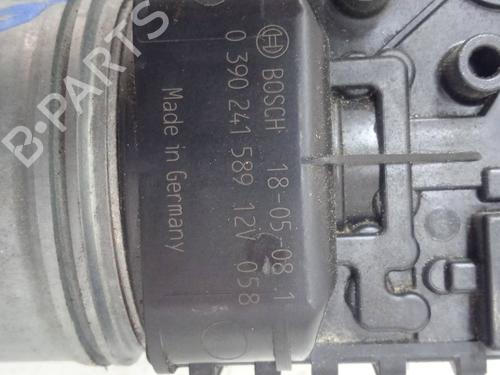 BOSCH 18-05-08 1
0 390 241 589 12V 058
Made in Germany
B-PARTS